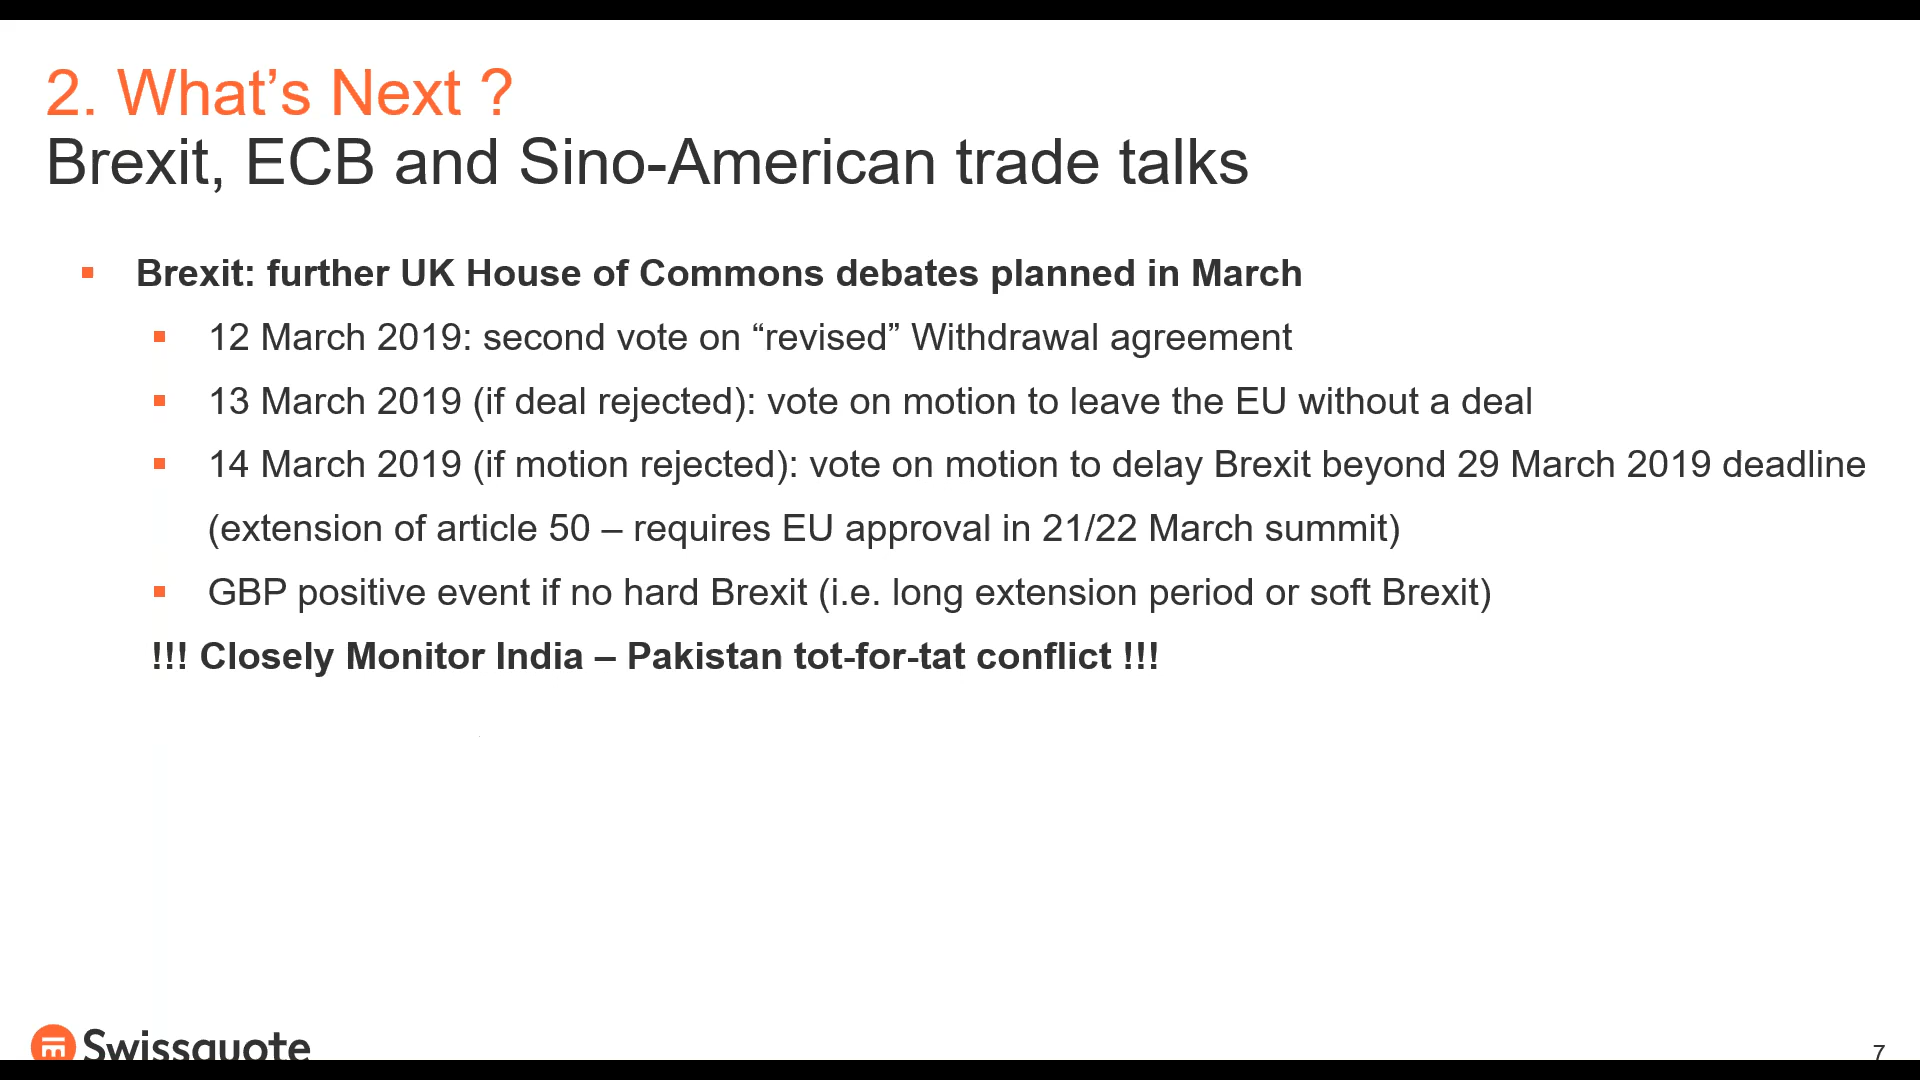 2. What’s Next ?
Brexit, ECB and Sino-American trade talks
▪ Brexit: further UK House of Commons debates planned in March
▪ 12 March 2019: second vote on “revised” Withdrawal agreement
▪ 13 March 2019 (if deal rejected): vote on motion to leave the EU without a deal
▪ 14 March 2019 (if motion rejected): vote on motion to delay Brexit beyond 29 March 2019 deadline
(extension of article 50 – requires EU approval in 21/22 March summit)
▪ GBP positive event if no hard Brexit (i.e. long extension period or soft Brexit)
!!! Closely Monitor India – Pakistan tot-for-tat conflict !!!
Swissquote
7